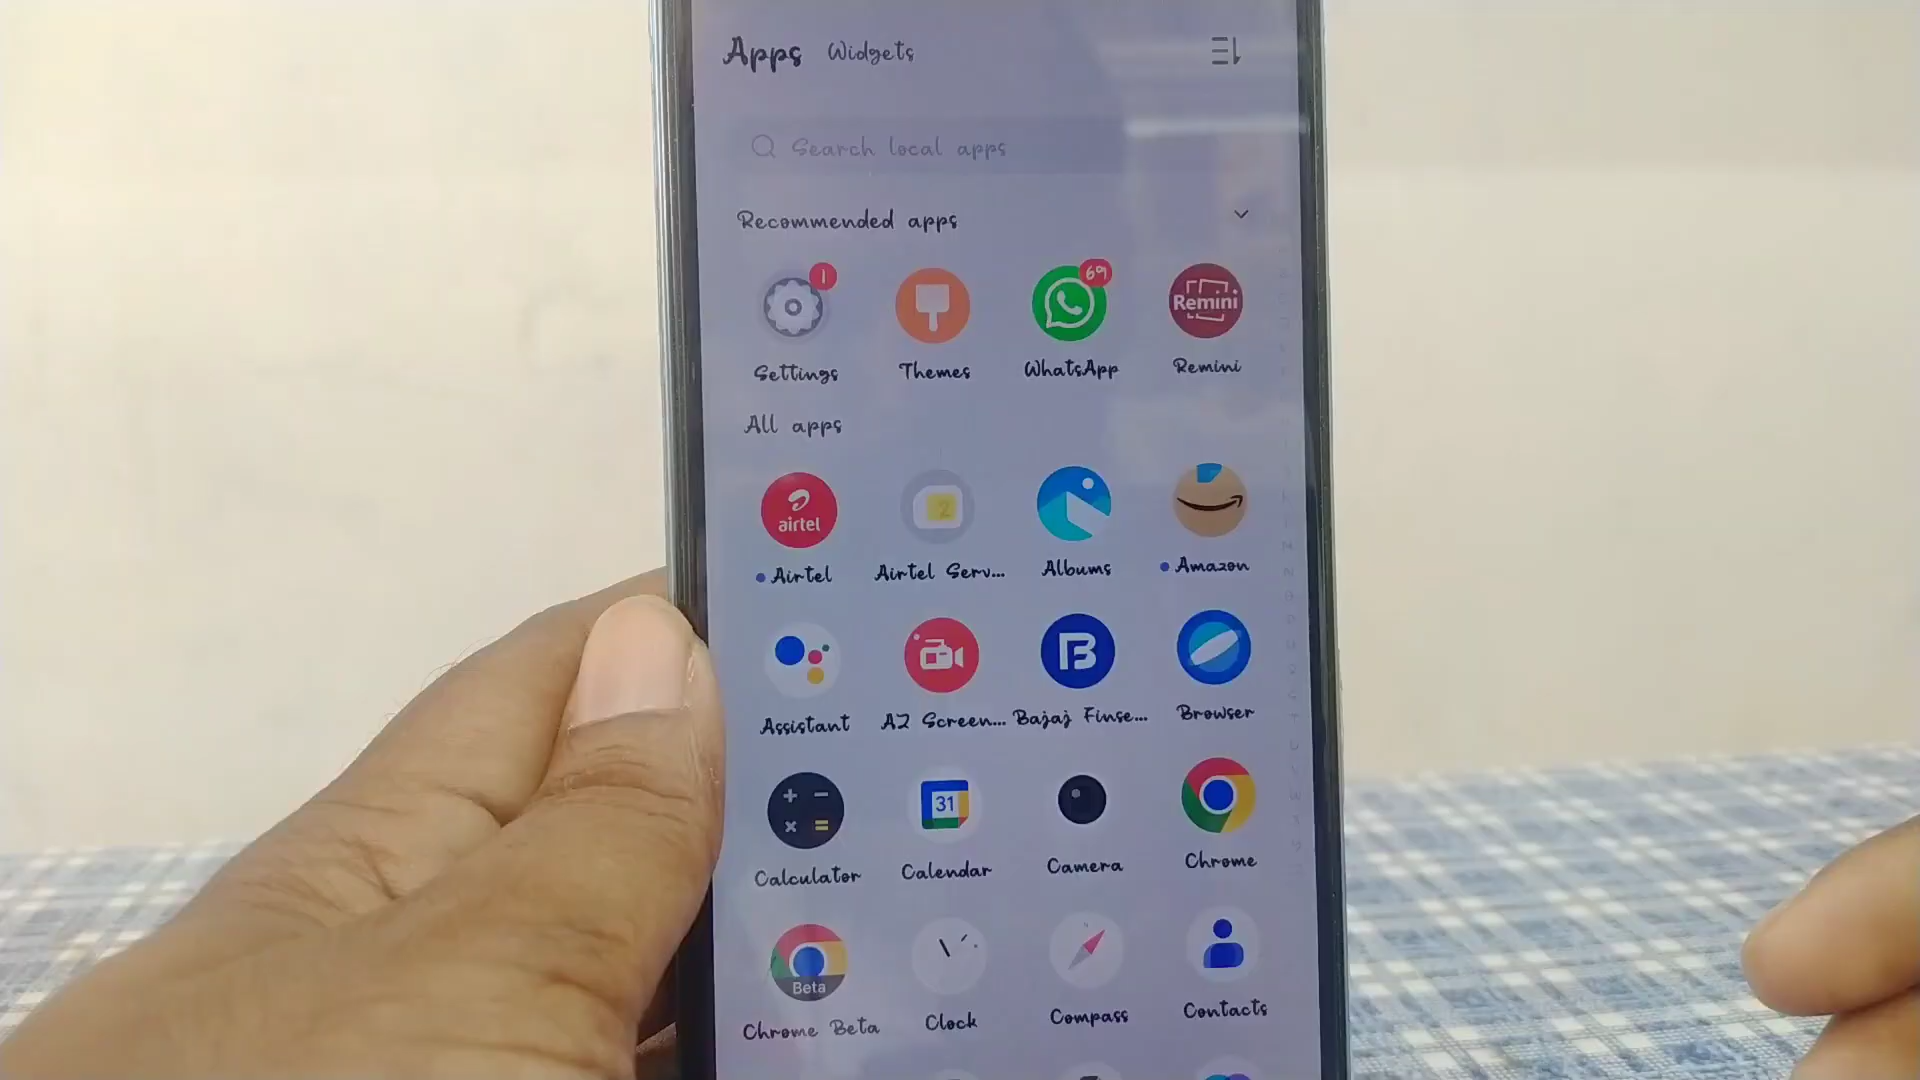 Apps Widgets
Search local apps
Recommended apps
1
69
Remini
Settings Themes WhatsApp Remini
All apps
airtel
2
Airtel Airtel Serv... Albums Amazon
B
Assistant AZ Screen... Bajaj Finse... Browser
+ −
× =
31
Calculator Calendar Camera Chrome
Beta
Chrome Beta Clock Compass Contacts